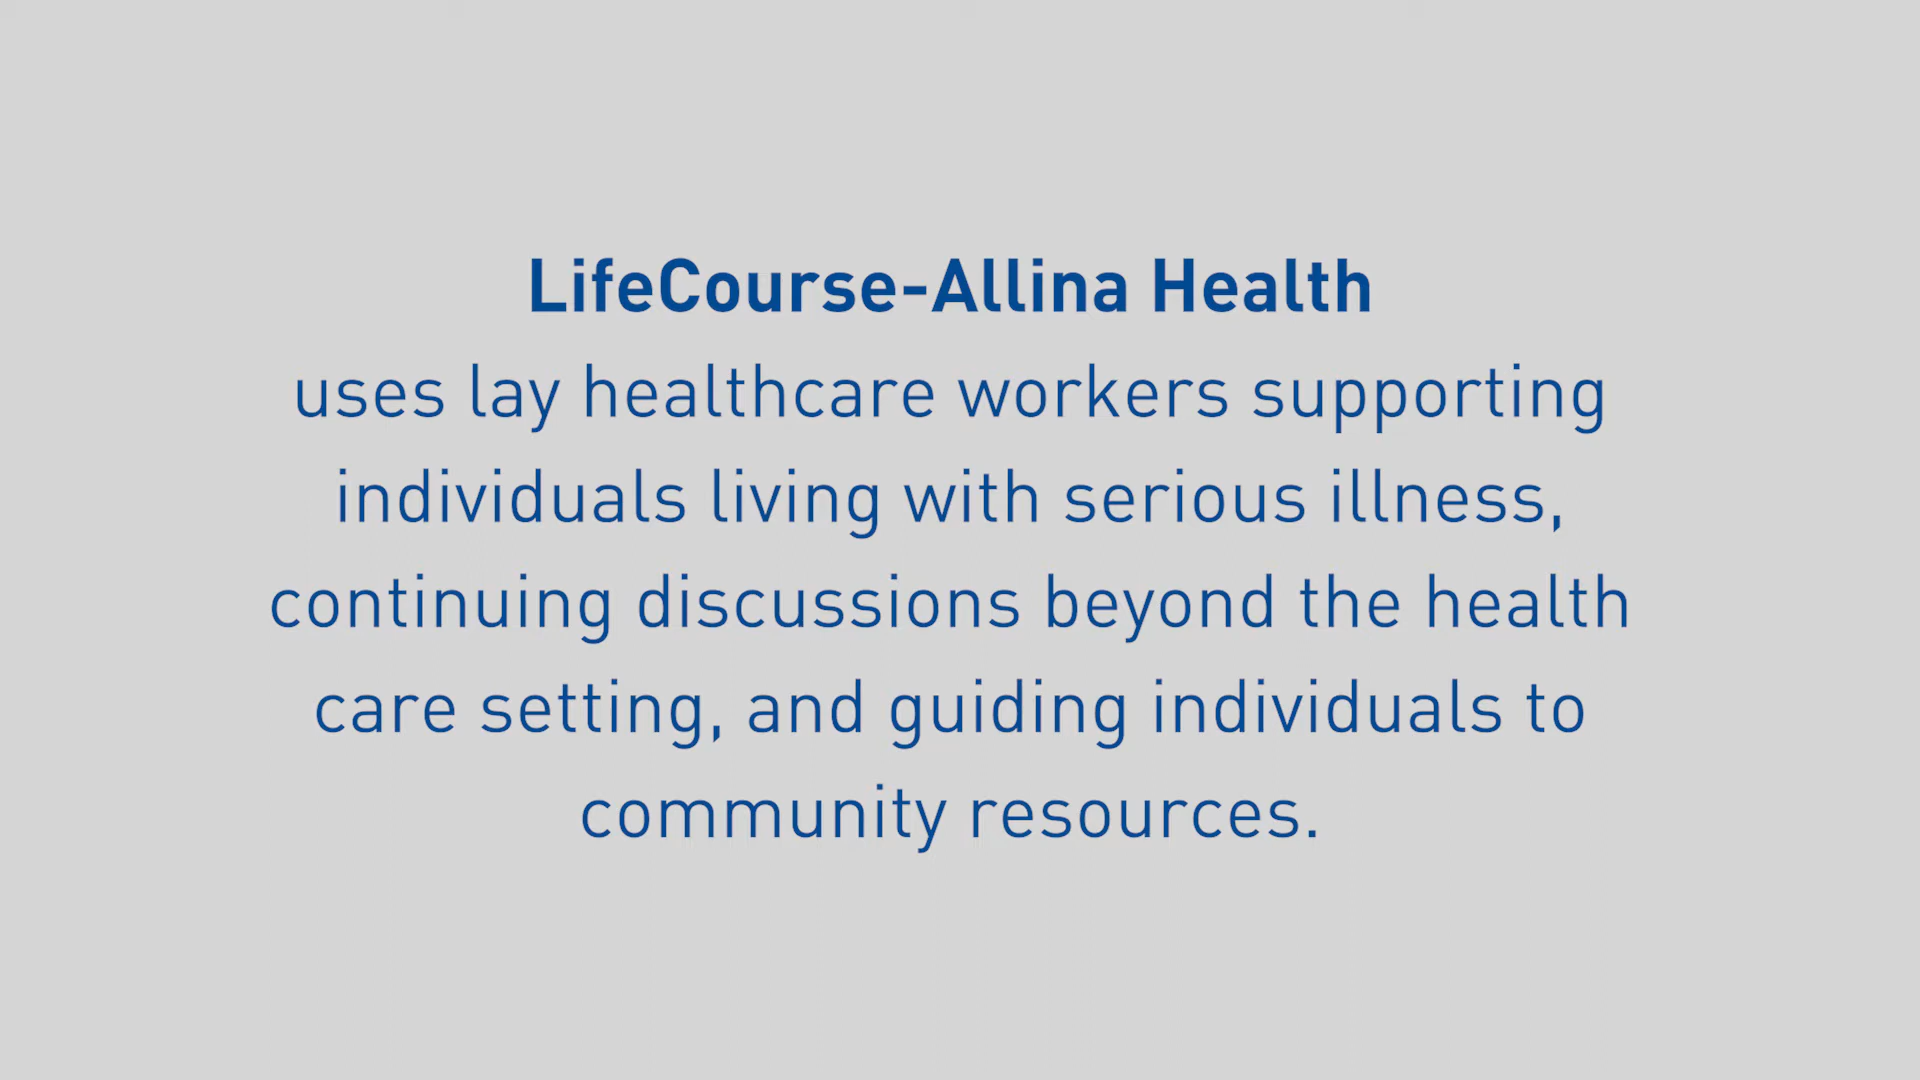 LifeCourse-Allina Health
uses lay healthcare workers supporting
individuals living with serious illness,
continuing discussions beyond the health
care setting, and guiding individuals to
community resources.